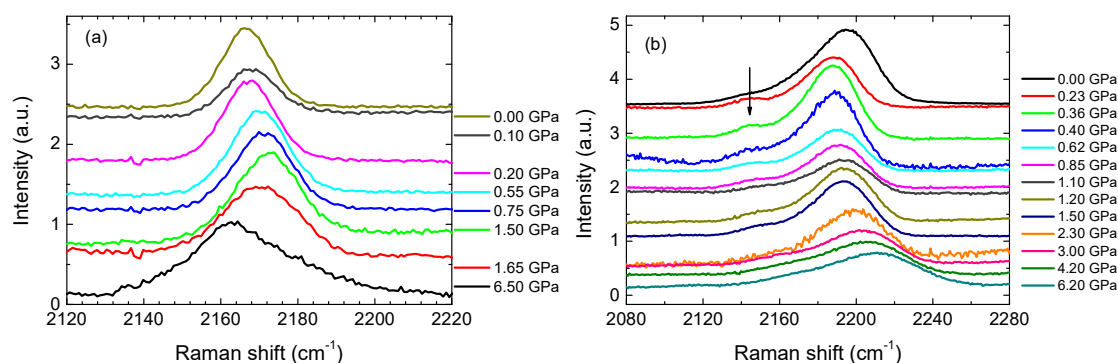 (a)
Intensity (a.u.)
3
2
1
0
2120 2140 2160 2180 2200 2220
Raman shift (cm⁻¹)
0.00 GPa
0.10 GPa
0.20 GPa
0.55 GPa
0.75 GPa
1.50 GPa
1.65 GPa
6.50 GPa
(b)
Intensity (a.u.)
5
4
3
2
1
0
2080 2120 2160 2200 2240 2280
Raman shift (cm⁻¹)
0.00 GPa
0.23 GPa
0.36 GPa
0.40 GPa
0.62 GPa
0.85 GPa
1.10 GPa
1.20 GPa
1.50 GPa
2.30 GPa
3.00 GPa
4.20 GPa
6.20 GPa